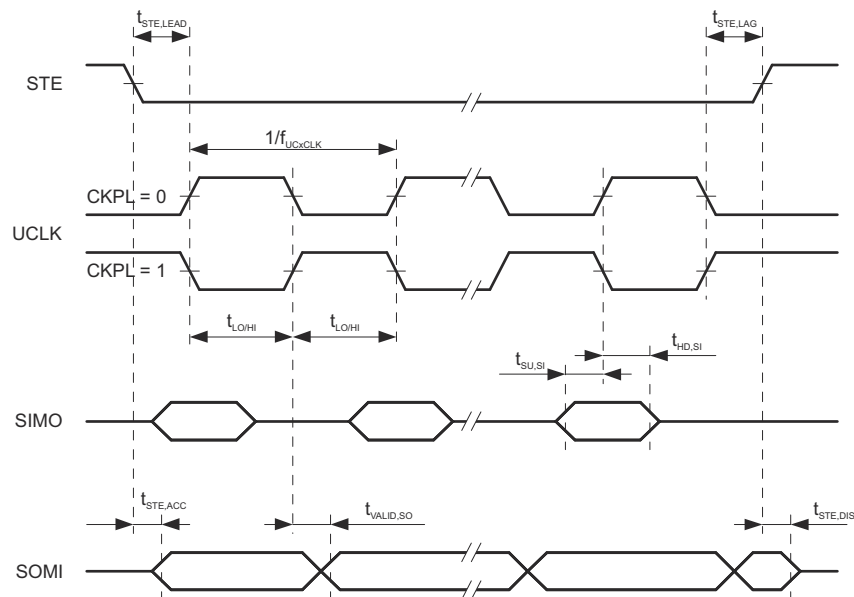 tSTE,LEAD
tSTE,LAG
STE
1/fUCxCLK
CKPL = 0
UCLK
CKPL = 1
tLO/HI tLO/HI
tHD,SI
tSU,SI
SIMO
tSTE,ACC
tVALID,SO
tSTE,DIS
SOMI